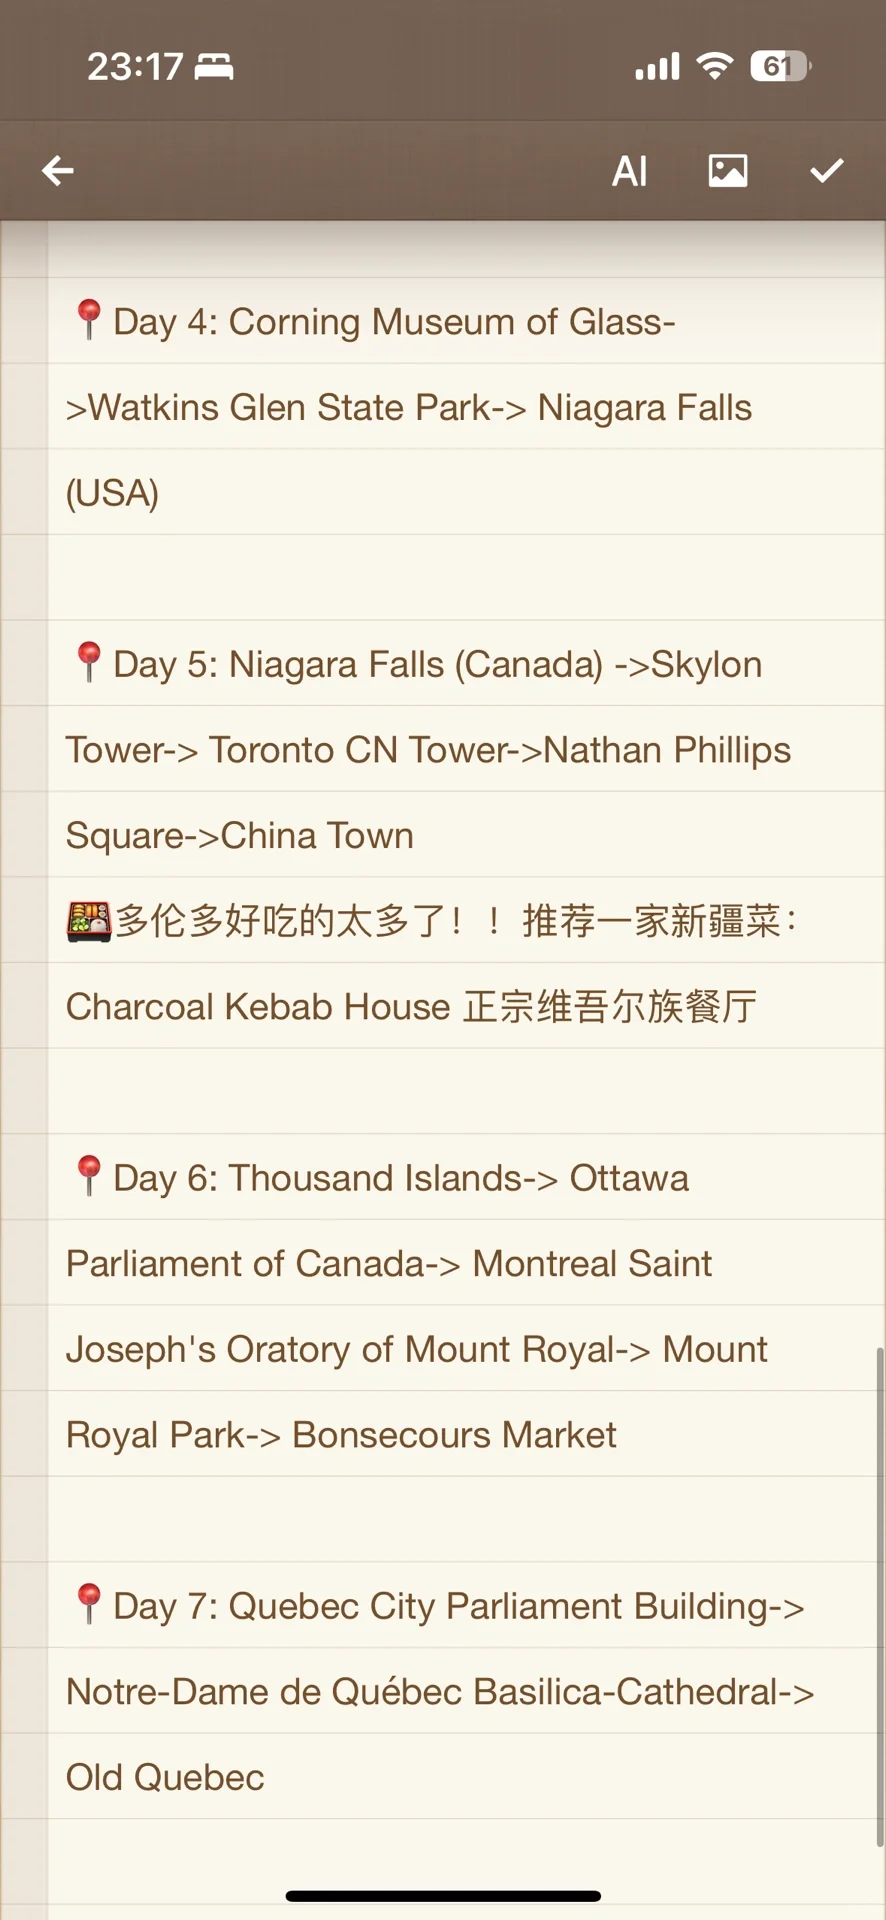 23:17
61
AI
📍Day 4: Corning Museum of Glass-
>Watkins Glen State Park-> Niagara Falls
(USA)
📍Day 5: Niagara Falls (Canada) ->Skylon
Tower-> Toronto CN Tower->Nathan Phillips
Square->China Town
🍱多伦多好吃的太多了！！推荐一家新疆菜：
Charcoal Kebab House 正宗维吾尔族餐厅
📍Day 6: Thousand Islands-> Ottawa
Parliament of Canada-> Montreal Saint
Joseph's Oratory of Mount Royal-> Mount
Royal Park-> Bonsecours Market
📍Day 7: Quebec City Parliament Building->
Notre-Dame de Québec Basilica-Cathedral->
Old Quebec